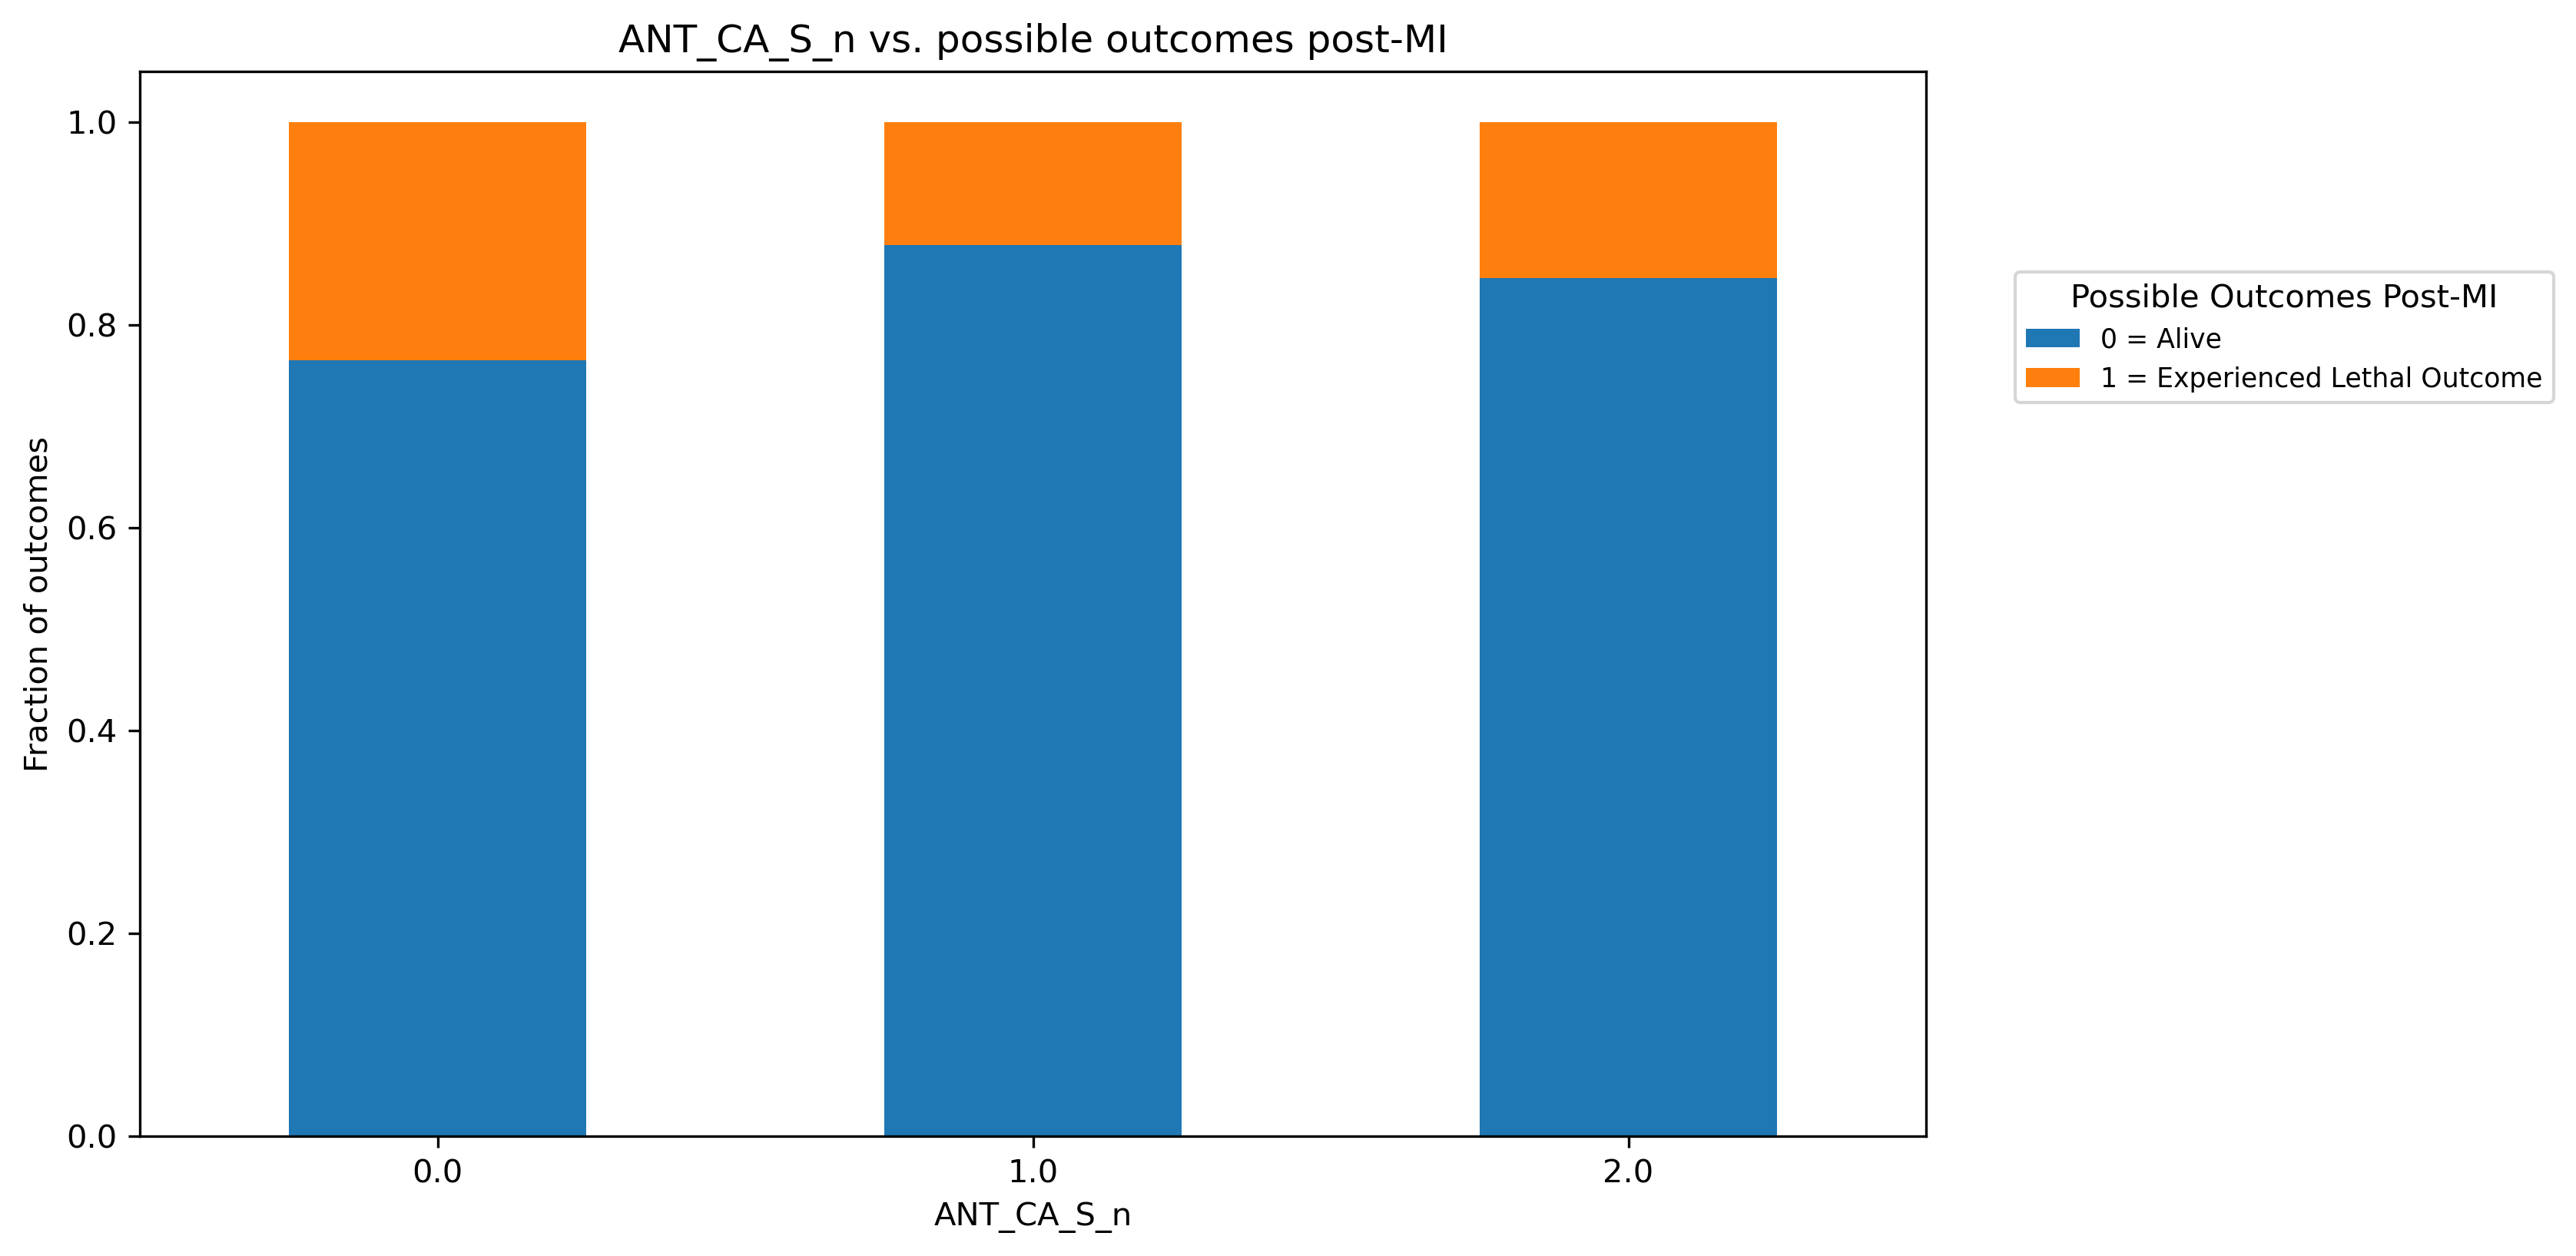 ANT_CA_S_n vs. possible outcomes post-MI
Fraction of outcomes
1.0
0.8
0.6
0.4
0.2
0.0
0.0
1.0
2.0
ANT_CA_S_n
Possible Outcomes Post-MI
0 = Alive
1 = Experienced Lethal Outcome